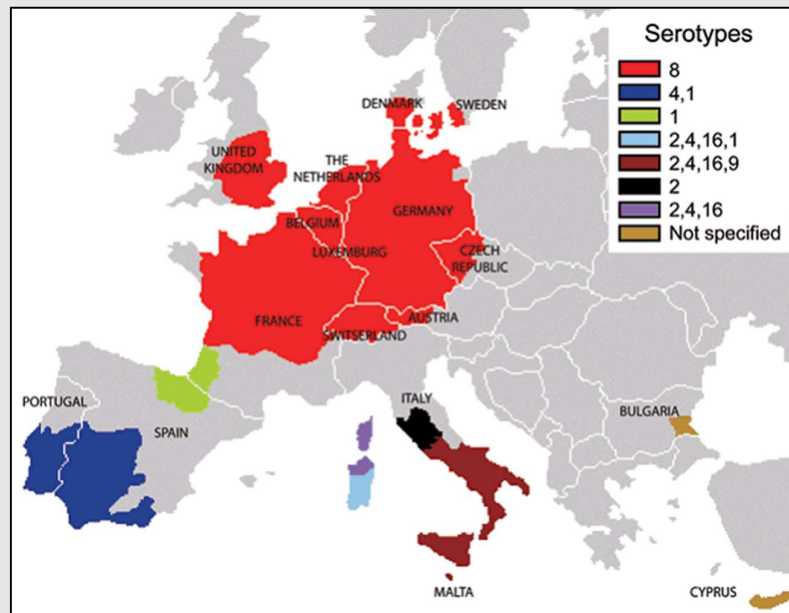 Serotypes
8
4,1
1
2,4,16,1
2,4,16,9
2
2,4,16
Not specified
DENMARK
SWEDEN
UNITED
KINGDOM
THE
NETHERLANDS
BELGIUM
GERMANY
LUXEMBURG
CZECH
REPUBLIC
FRANCE
AUSTRIA
SWITSERLAND
PORTUGAL
SPAIN
ITALY
BULGARIA
MALTA
CYPRUS